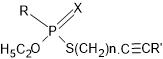 R X
P
H₅C₂O S(CH₂)n.C≡CR'